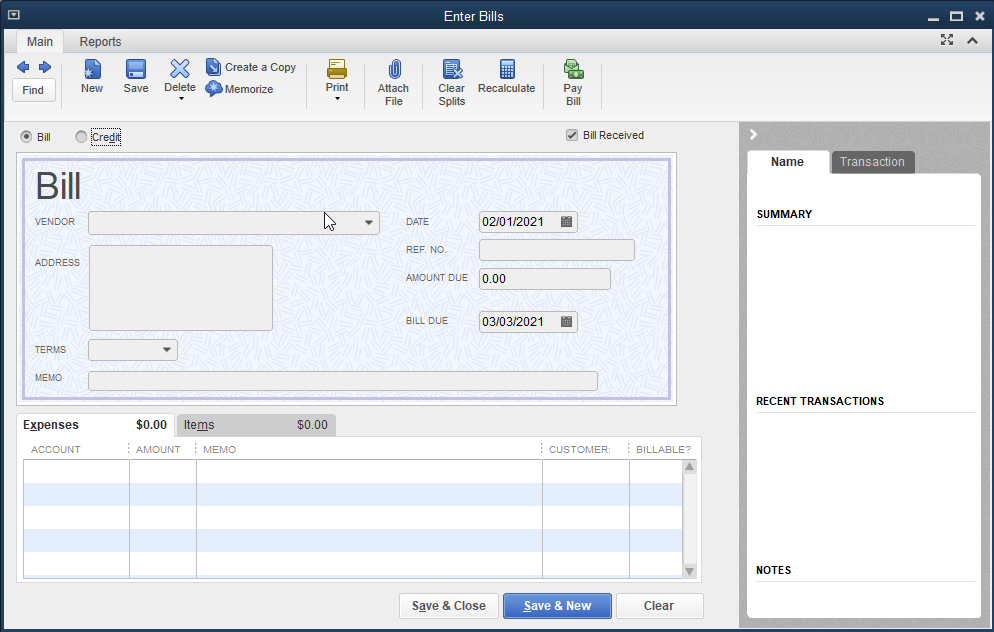 Enter Bills
Main Reports
Find New Save Delete Create a Copy Memorize Print Attach File Clear Splits Recalculate Pay Bill
Bill Credit Bill Received
Bill
VENDOR DATE 02/01/2021
REF. NO.
ADDRESS
AMOUNT DUE 0.00
BILL DUE 03/03/2021
TERMS
MEMO
Expenses $0.00 Items $0.00
ACCOUNT AMOUNT MEMO CUSTOMER: BILLABLE?
Save & Close Save & New Clear
Name Transaction
SUMMARY
RECENT TRANSACTIONS
NOTES